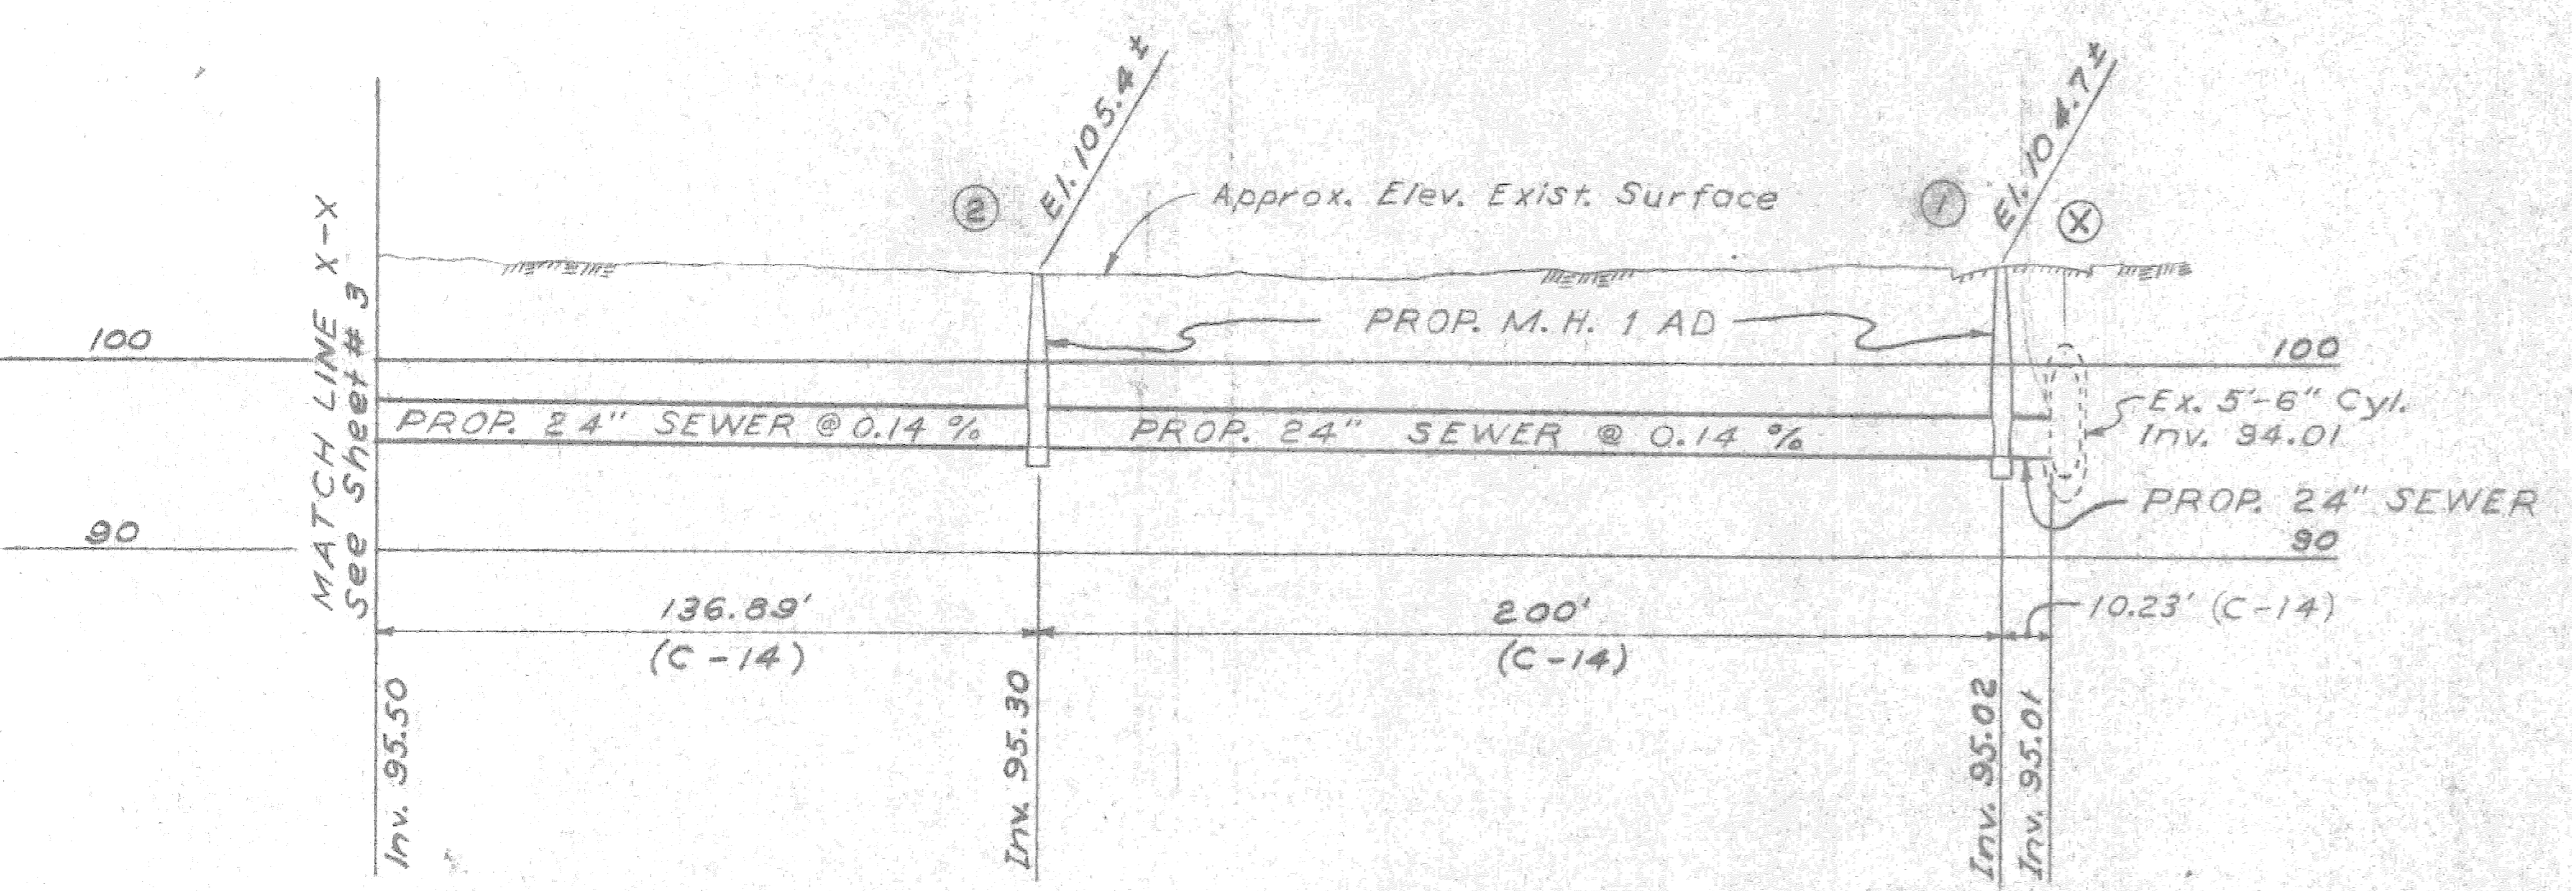 El. 105.4 ±
El. 104.7 ±
2
Approx. Elev. Exist. Surface
1
X
MATCH LINE X-X
See Sheet # 3
100
PROP. M.H. 1 AD
100
PROP. 24" SEWER @ 0.14 %
PROP. 24" SEWER @ 0.14 %
Ex. 5'-6" Cyl.
Inv. 94.01
PROP. 24" SEWER
90
90
136.89'
(C-14)
200'
(C-14)
10.23' (C-14)
Inv. 95.50
Inv. 95.30
Inv. 95.02
Inv. 95.01